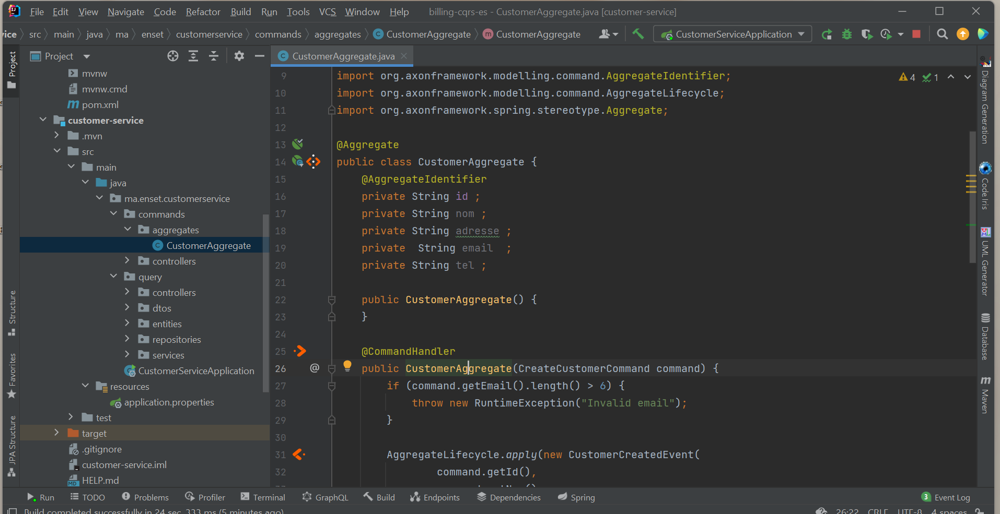 File Edit View Navigate Code Refactor Build Run Tools VCS Window Help billing-cqrs-es - CustomerAggregate.java [customer-service]
src main java ma enset customerservice commands aggregates CustomerAggregate CustomerAggregate CustomerServiceApplication
Project
CustomerAggregate.java
mvnw
mvnw.cmd
pom.xml
customer-service
.mvn
src
main
java
ma.enset.customerservice
commands
aggregates
CustomerAggregate
controllers
query
controllers
dtos
entities
repositories
services
CustomerServiceApplication
resources
application.properties
test
target
.gitignore
customer-service.iml
HELP.md
9 import org.axonframework.modelling.command.AggregateIdentifier;
10 import org.axonframework.modelling.command.AggregateLifecycle;
11 import org.axonframework.spring.stereotype.Aggregate;
12
13 @Aggregate
14 public class CustomerAggregate {
15 @AggregateIdentifier
16 private String id ;
17 private String nom ;
18 private String adresse ;
19 private  String email  ;
20 private String tel ;
21
22 public CustomerAggregate() {
23 }
24
25 @CommandHandler
26 public CustomerAggregate(CreateCustomerCommand command) {
27 if (command.getEmail().length() > 6) {
28 throw new RuntimeException("Invalid email");
29 }
30
31 AggregateLifecycle.apply(new CustomerCreatedEvent(
32 command.getId(),
4 1
Project
Structure
Favorites
JPA Structure
Diagram Generation
Code Iris
UML Generator
Database
Maven
Run TODO Problems Profiler Terminal GraphQL Build Endpoints Dependencies Spring 3 Event Log
Build completed successfully in 24 sec, 333 ms (5 minutes ago) 26:22 CRLF UTF-8 4 spaces